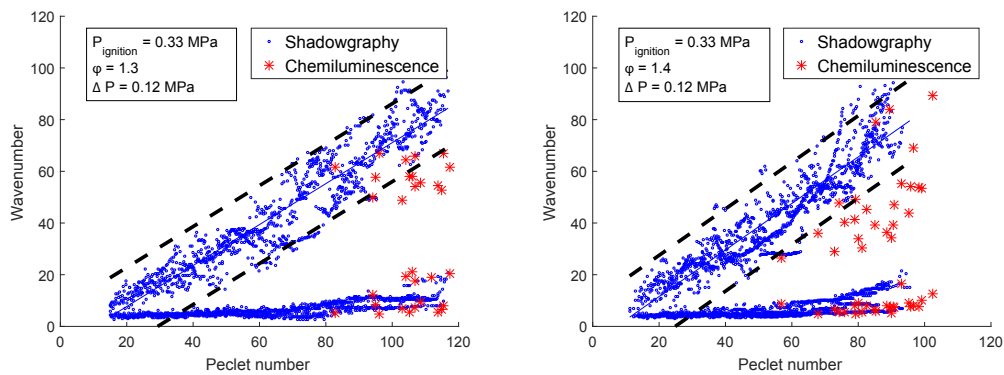 P_ignition = 0.33 MPa
φ = 1.3
Δ P = 0.12 MPa
Shadowgraphy
Chemiluminescence
Wavenumber
0
20
40
60
80
100
120
0
20
40
60
80
100
120
Peclet number
P_ignition = 0.33 MPa
φ = 1.4
Δ P = 0.12 MPa
Shadowgraphy
Chemiluminescence
Wavenumber
0
20
40
60
80
100
120
0
20
40
60
80
100
120
Peclet number